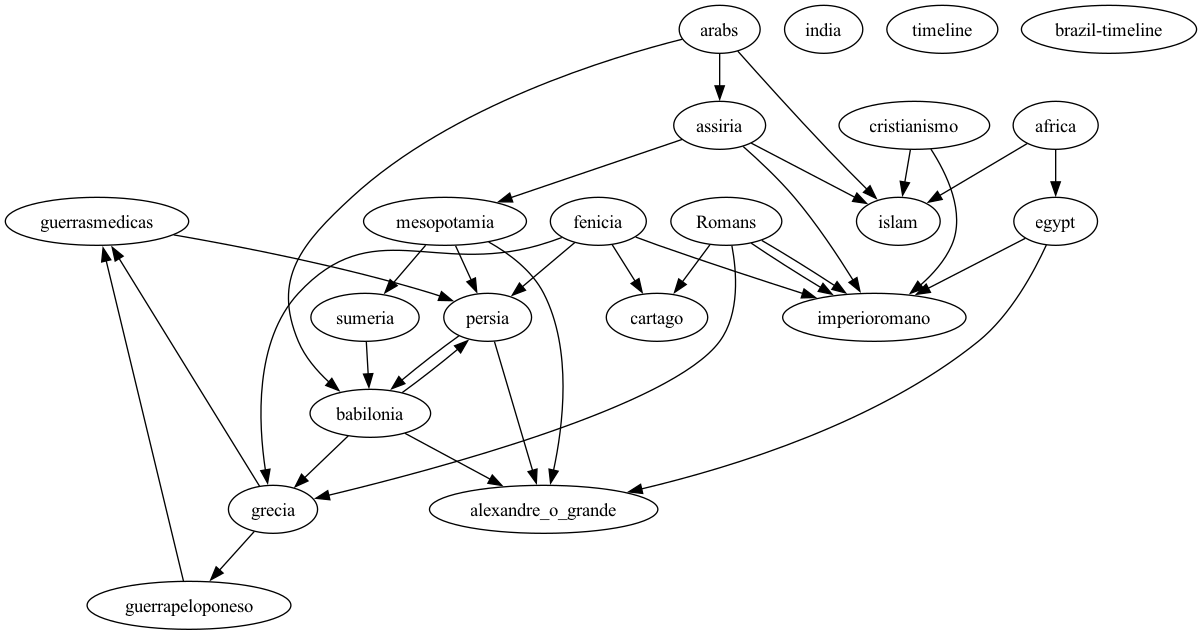 arabs
india
timeline
brazil-timeline
assiria
cristianismo
africa
guerrasmedicas
mesopotamia
fenicia
Romans
islam
egypt
sumeria
persia
cartago
imperioromano
babilonia
grecia
alexandre_o_grande
guerrapeloponeso